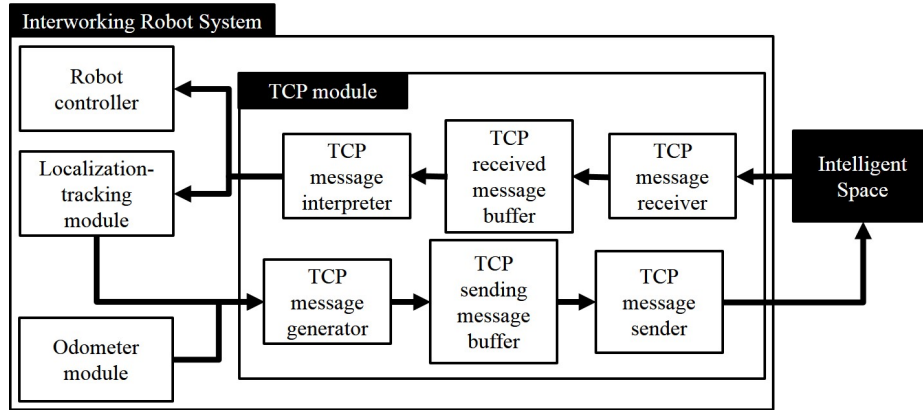 Interworking Robot System
Robot
controller
TCP module
TCP
message
interpreter
TCP
received
message
buffer
TCP
message
receiver
Intelligent
Space
Localization-
tracking
module
TCP
message
generator
TCP
sending
message
buffer
TCP
message
sender
Odometer
module